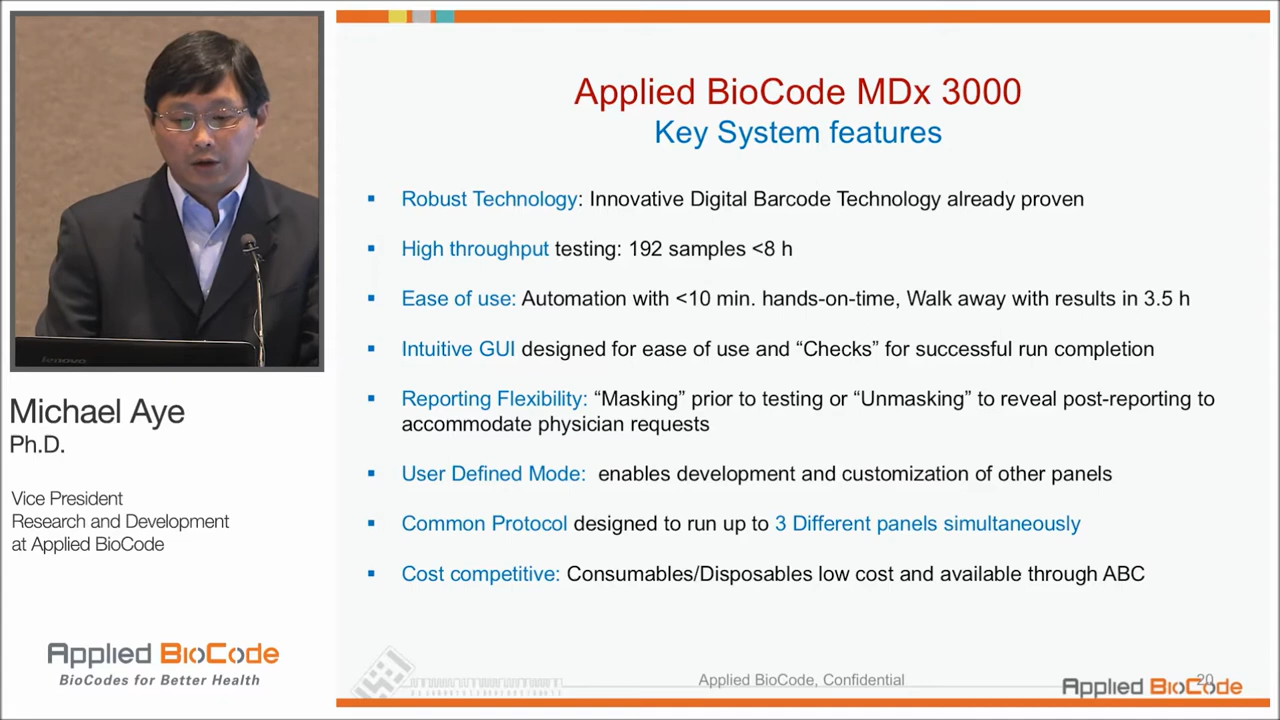 Applied BioCode MDx 3000
Key System features
▪ Robust Technology: Innovative Digital Barcode Technology already proven
▪ High throughput testing: 192 samples <8 h
▪ Ease of use: Automation with <10 min. hands-on-time, Walk away with results in 3.5 h
▪ Intuitive GUI designed for ease of use and “Checks” for successful run completion
▪ Reporting Flexibility: “Masking” prior to testing or “Unmasking” to reveal post-reporting to
accommodate physician requests
▪ User Defined Mode:  enables development and customization of other panels
▪ Common Protocol designed to run up to 3 Different panels simultaneously
▪ Cost competitive: Consumables/Disposables low cost and available through ABC
Applied BioCode, Confidential
20
Applied BioCode
lenovo
Michael Aye
Ph.D.
Vice President
Research and Development
at Applied BioCode
Applied BioCode
BioCodes for Better Health